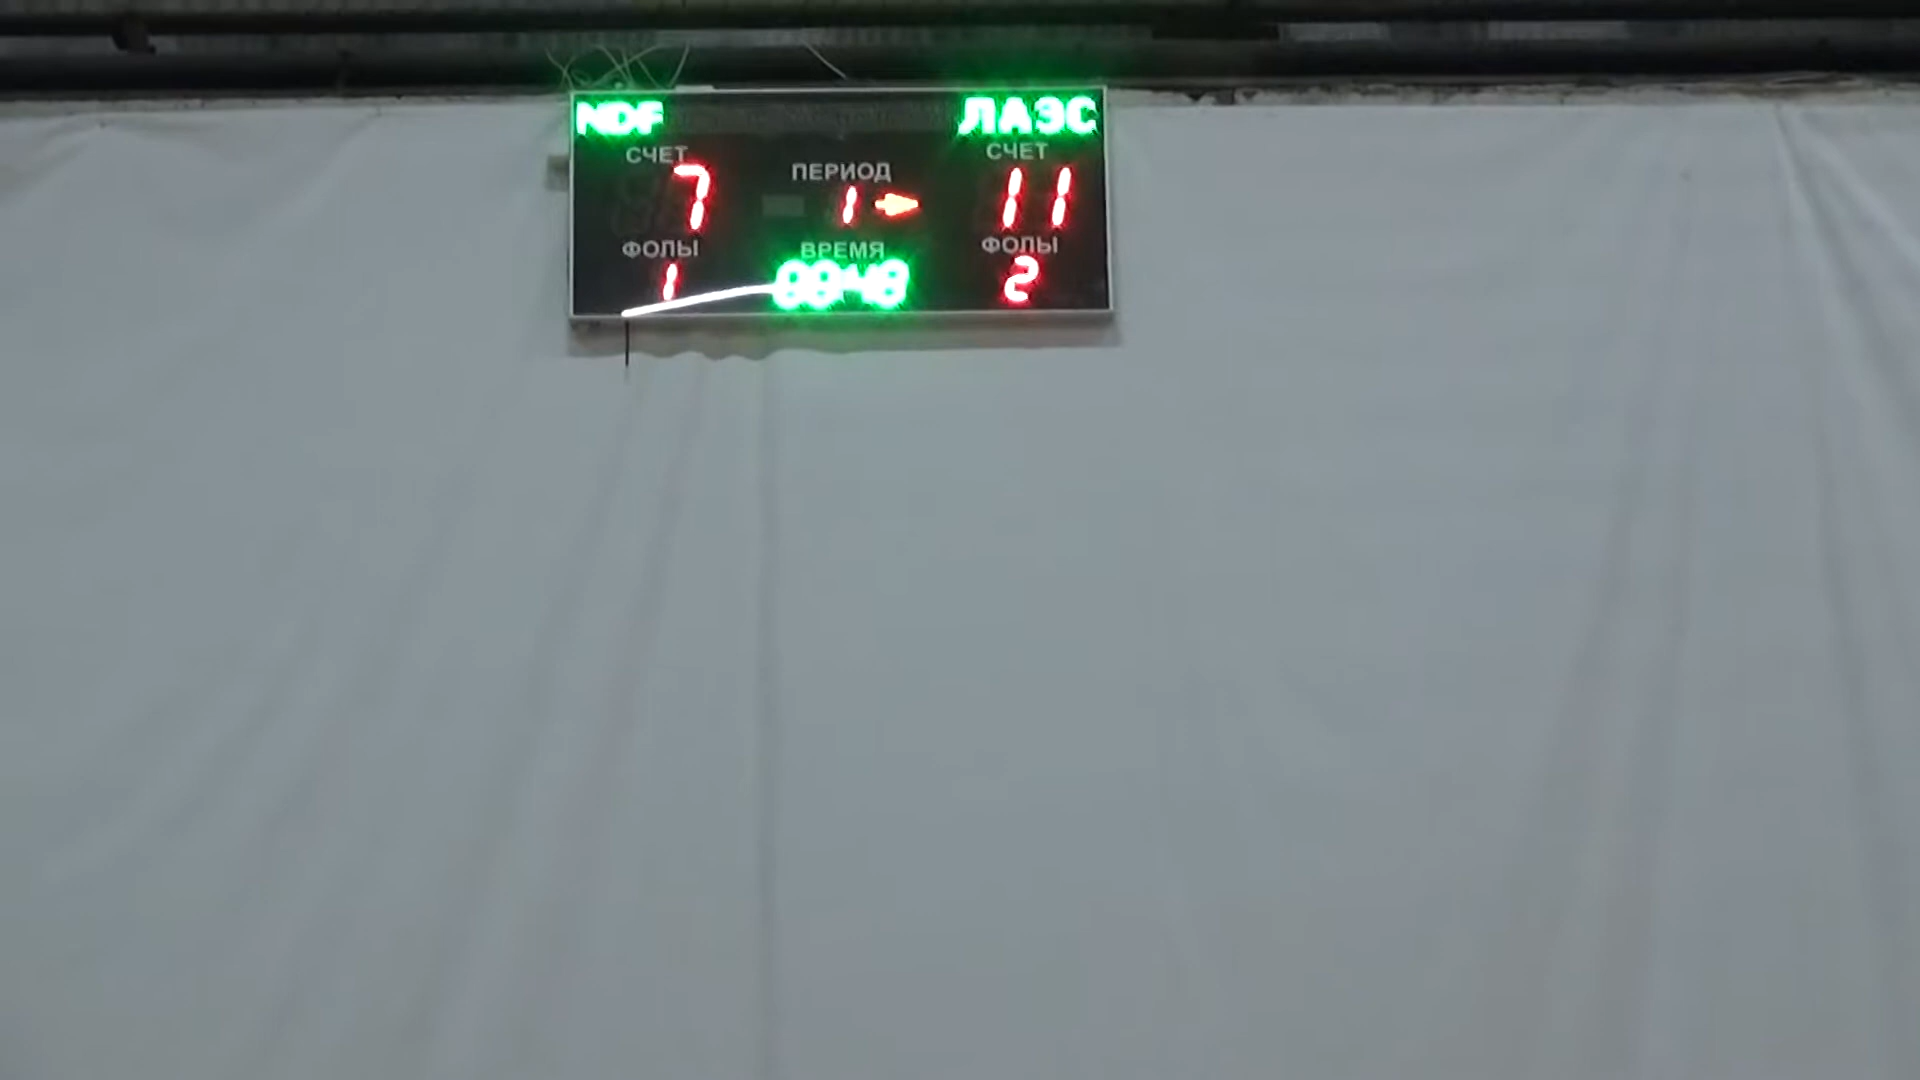 NDF ЛАЭС
СЧЕТ СЧЕТ
ПЕРИОД
7 1 11
ФОЛЫ ВРЕМЯ ФОЛЫ
1 2